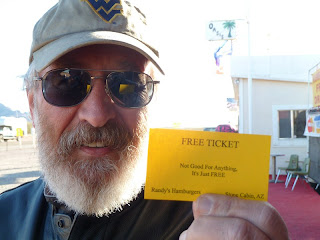 FREE TICKET
Not Good For Anything,
It's Just FREE
Randy's Hamburgers
Stone Cabin, AZ